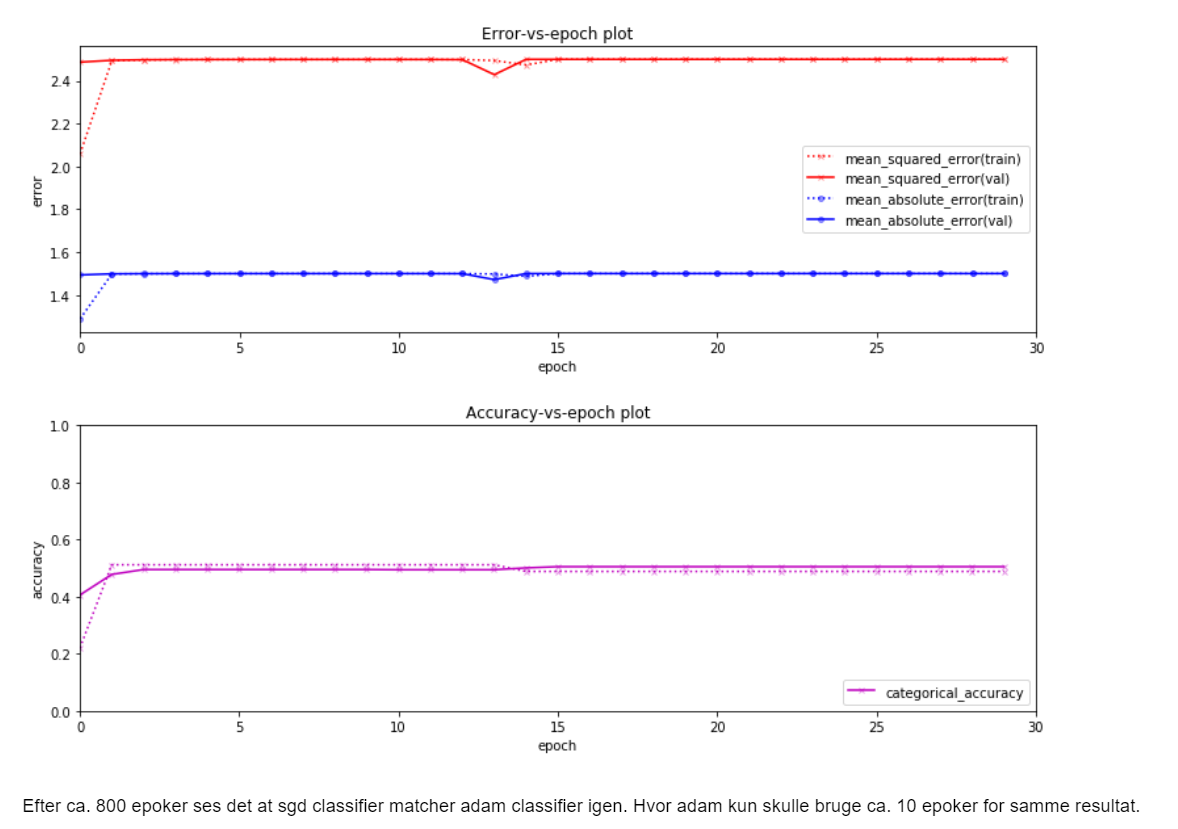 Error-vs-epoch plot
2.4
2.2
2.0
1.8
1.6
1.4
error
mean_squared_error(train)
mean_squared_error(val)
mean_absolute_error(train)
mean_absolute_error(val)
0 5 10 15 20 25 30
epoch
Accuracy-vs-epoch plot
1.0
0.8
0.6
0.4
0.2
0.0
accuracy
categorical_accuracy
0 5 10 15 20 25 30
epoch
Efter ca. 800 epoker ses det at sgd classifier matcher adam classifier igen. Hvor adam kun skulle bruge ca. 10 epoker for samme resultat.